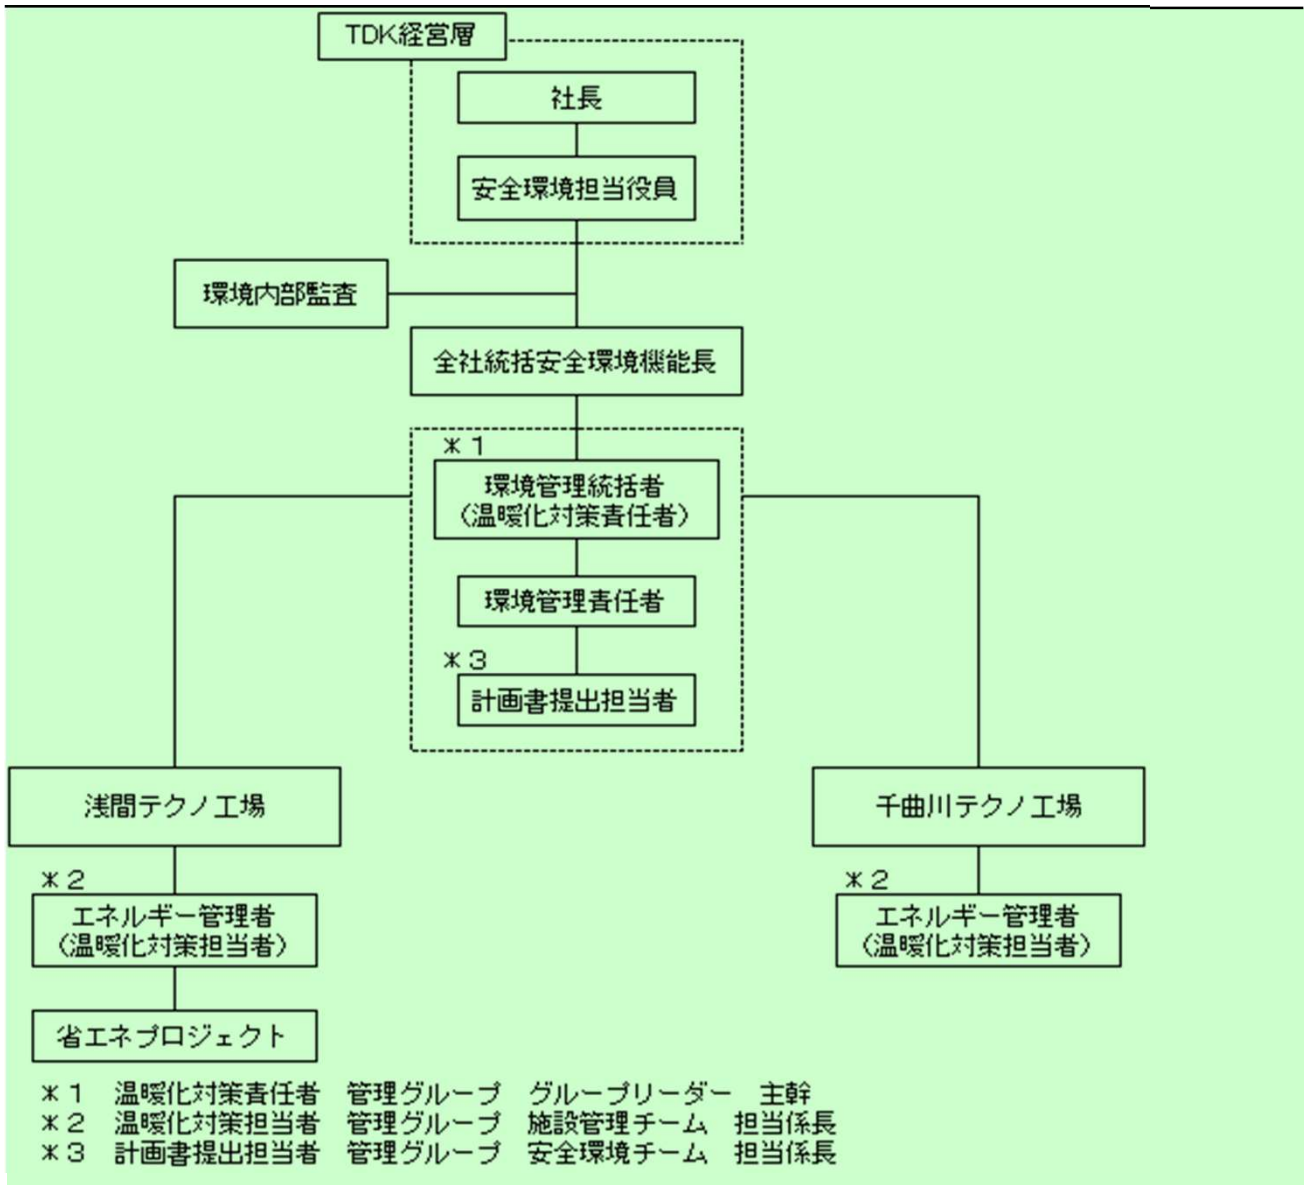 TDK経営層
社長
安全環境担当役員
環境内部監査
全社統括安全環境機能長
*1
環境管理統括者
(温暖化対策責任者)
環境管理責任者
*3
計画書提出担当者
浅間テクノ工場
千曲川テクノ工場
*2
エネルギー管理者
(温暖化対策担当者)
*2
エネルギー管理者
(温暖化対策担当者)
省エネプロジェクト
*1 温暖化対策責任者 管理グループ グループリーダー 主幹
*2 温暖化対策担当者 管理グループ 施設管理チーム 担当係長
*3 計画書提出担当者 管理グループ 安全環境チーム 担当係長